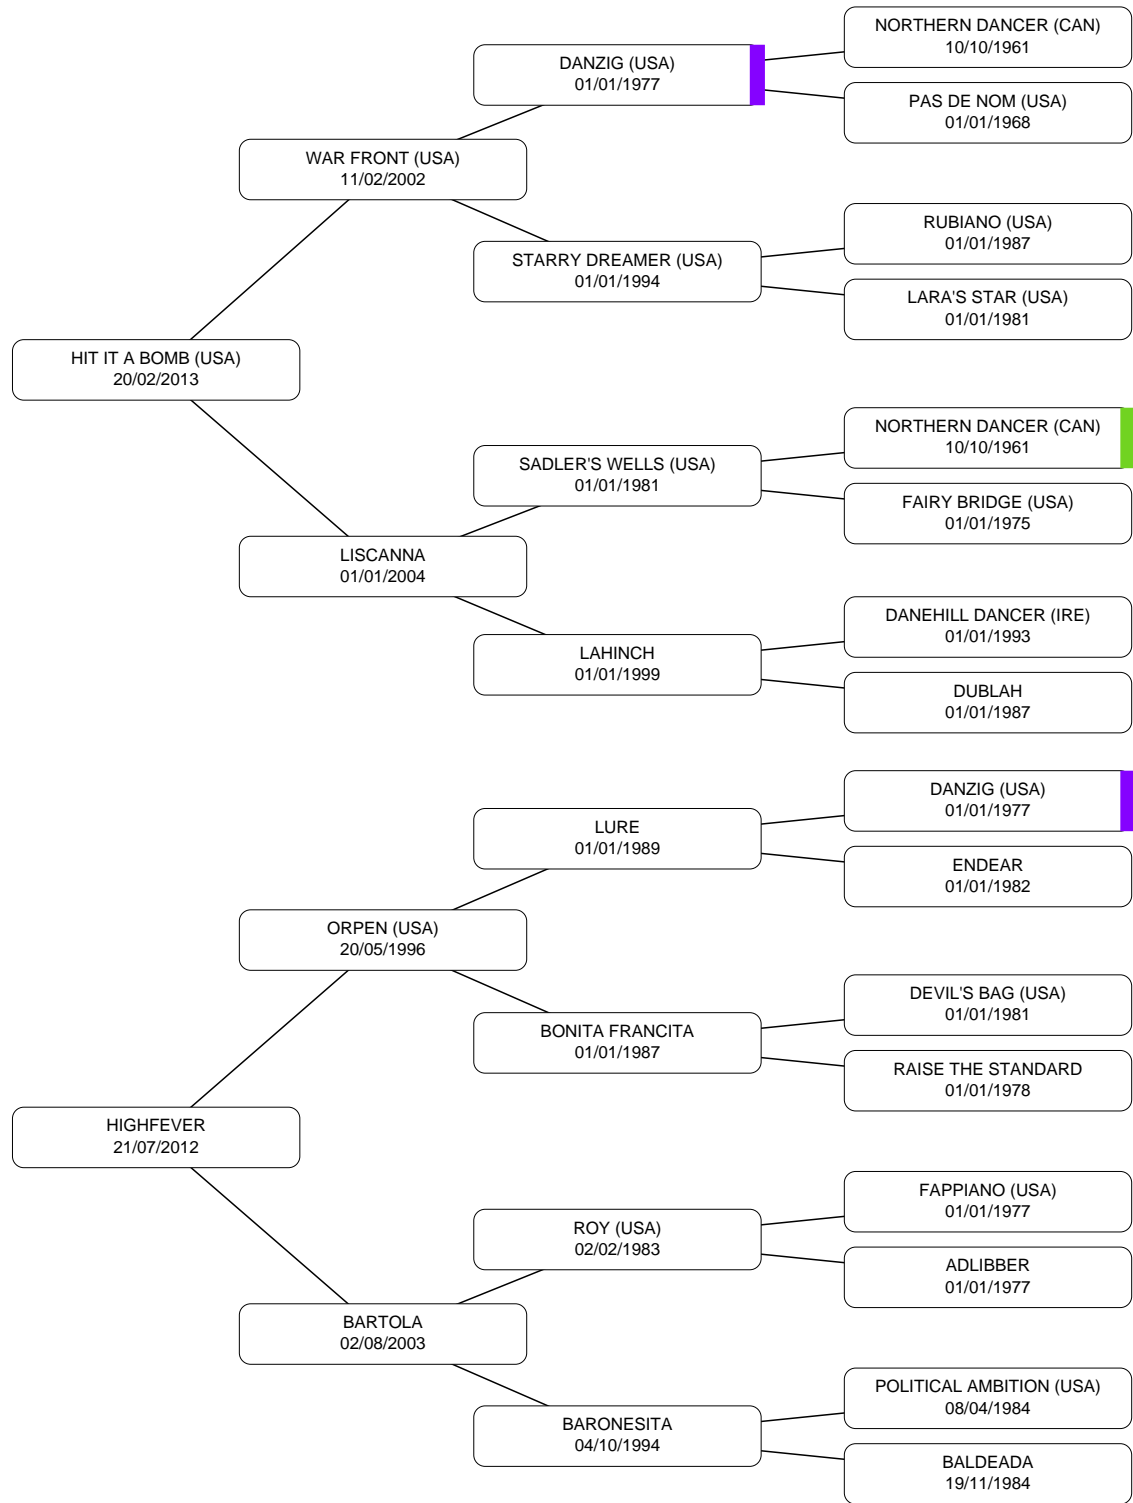 NORTHERN DANCER (CAN)
10/10/1961
DANZIG (USA)
01/01/1977
PAS DE NOM (USA)
01/01/1968
WAR FRONT (USA)
11/02/2002
RUBIANO (USA)
01/01/1987
STARRY DREAMER (USA)
01/01/1994
LARA'S STAR (USA)
01/01/1981
HIT IT A BOMB (USA)
20/02/2013
NORTHERN DANCER (CAN)
10/10/1961
SADLER'S WELLS (USA)
01/01/1981
FAIRY BRIDGE (USA)
01/01/1975
LISCANNA
01/01/2004
DANEHILL DANCER (IRE)
01/01/1993
LAHINCH
01/01/1999
DUBLAH
01/01/1987
DANZIG (USA)
01/01/1977
LURE
01/01/1989
ENDEAR
01/01/1982
ORPEN (USA)
20/05/1996
DEVIL'S BAG (USA)
01/01/1981
BONITA FRANCITA
01/01/1987
RAISE THE STANDARD
01/01/1978
HIGHFEVER
21/07/2012
FAPPIANO (USA)
01/01/1977
ROY (USA)
02/02/1983
ADLIBBER
01/01/1977
BARTOLA
02/08/2003
POLITICAL AMBITION (USA)
08/04/1984
BARONESITA
04/10/1994
BALDEADA
19/11/1984